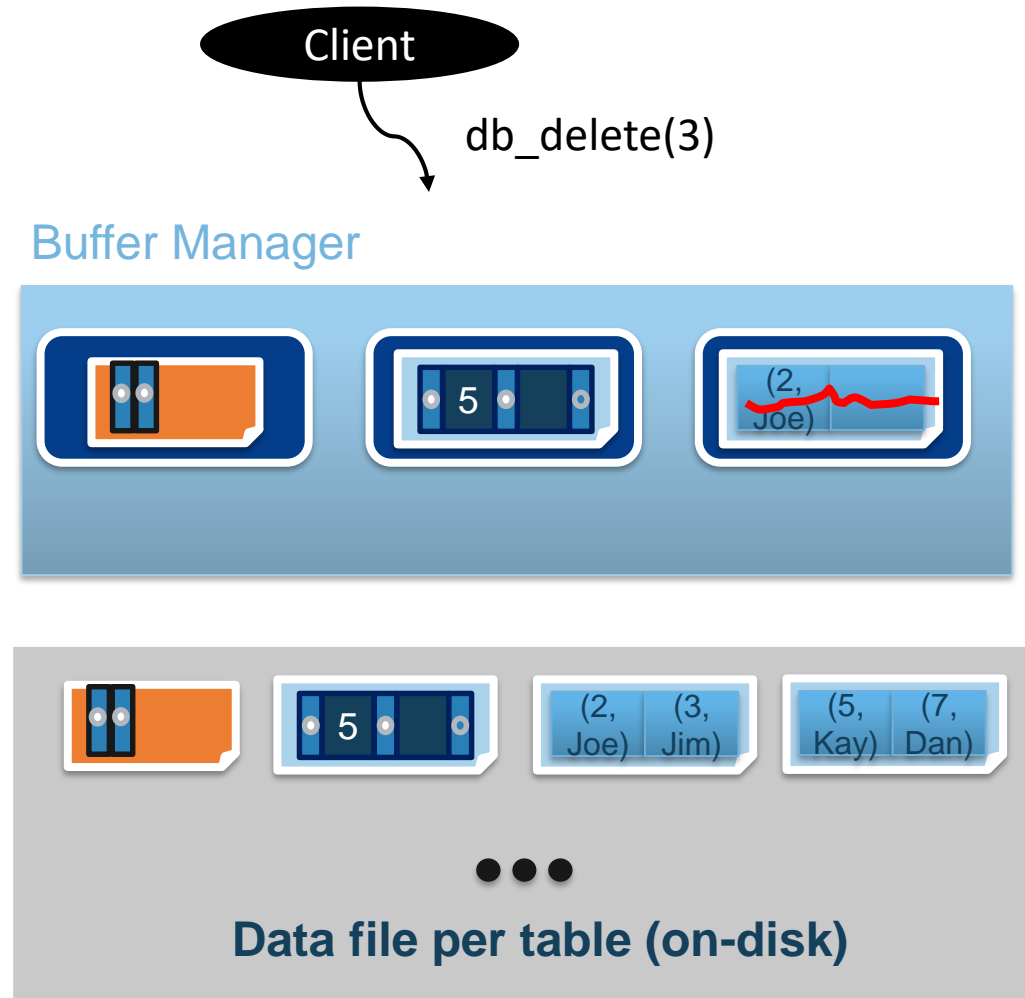 Client
db_delete(3)
Buffer Manager
5
(2,
Joe)
5
(2, (3,
Joe) Jim)
(5, (7,
Kay) Dan)
Data file per table (on-disk)